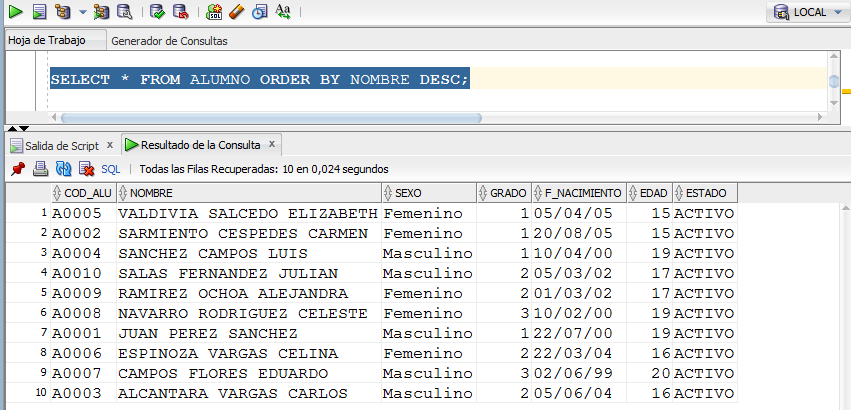 SQL Aa LOCAL
Hoja de Trabajo Generador de Consultas
SELECT * FROM ALUMNO ORDER BY NOMBRE DESC;
Salida de Script x Resultado de la Consulta x
SQL | Todas las Filas Recuperadas: 10 en 0,024 segundos
COD_ALU NOMBRE SEXO GRADO F_NACIMIENTO EDAD ESTADO
1 A0005 VALDIVIA SALCEDO ELIZABETH Femenino 1 05/04/05 15 ACTIVO
2 A0002 SARMIENTO CESPEDES CARMEN Femenino 1 20/08/05 15 ACTIVO
3 A0004 SANCHEZ CAMPOS LUIS Masculino 1 10/04/00 19 ACTIVO
4 A0010 SALAS FERNANDEZ JULIAN Masculino 2 05/03/02 17 ACTIVO
5 A0009 RAMIREZ OCHOA ALEJANDRA Femenino 2 01/03/02 17 ACTIVO
6 A0008 NAVARRO RODRIGUEZ CELESTE Femenino 3 10/02/00 19 ACTIVO
7 A0001 JUAN PEREZ SANCHEZ Masculino 1 22/07/00 19 ACTIVO
8 A0006 ESPINOZA VARGAS CELINA Femenino 2 22/03/04 16 ACTIVO
9 A0007 CAMPOS FLORES EDUARDO Masculino 3 02/06/99 20 ACTIVO
10 A0003 ALCANTARA VARGAS CARLOS Masculino 2 05/06/04 16 ACTIVO